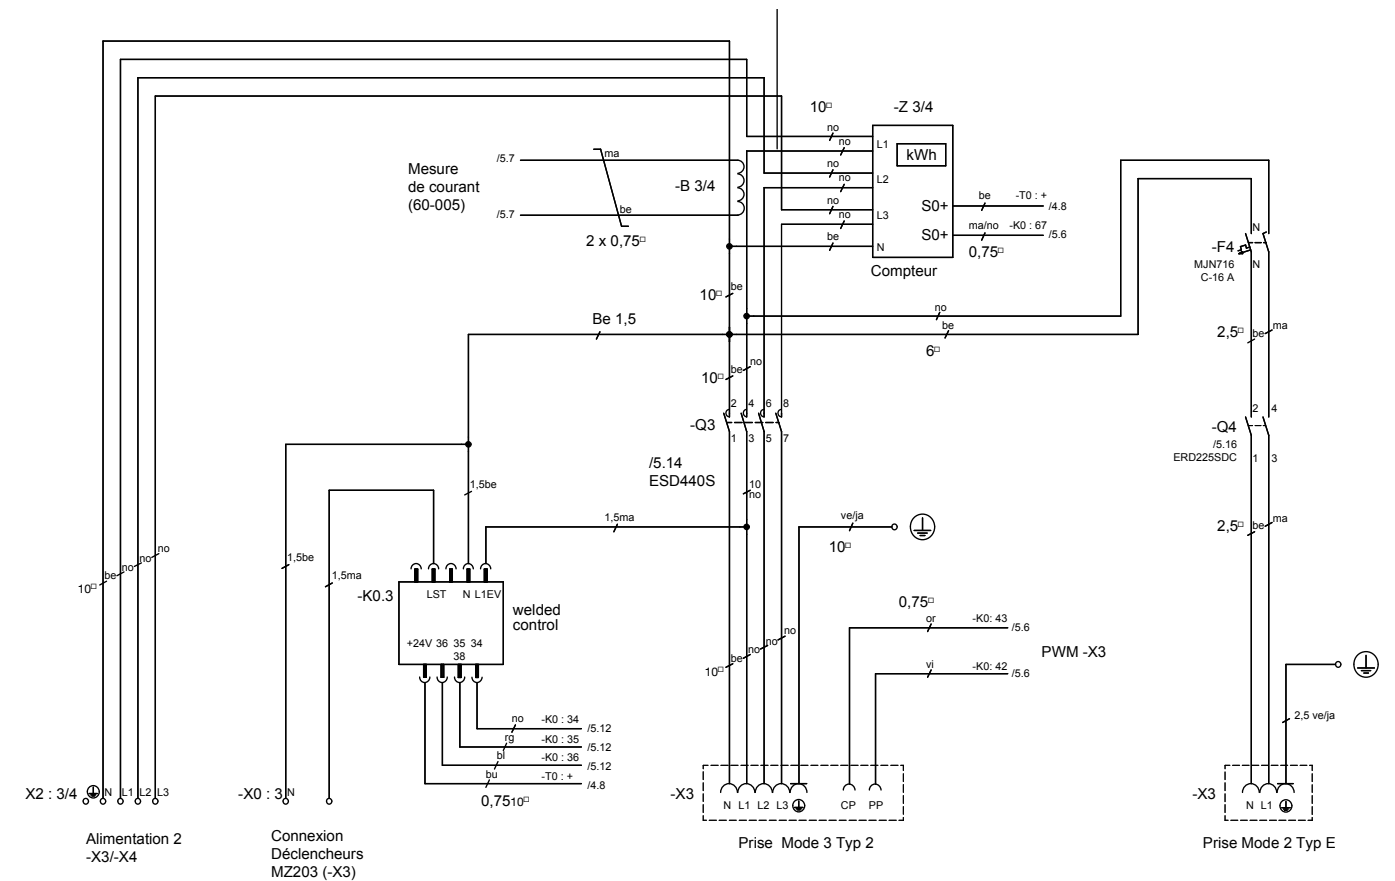 10□
-Z 3/4
no
no
L1
kWh
Mesure
de courant
(60-005)
/5.7
ma
-B 3/4
no
L2
no
be
/5.7
2 x 0,75□
no
L3
no
be
N
S0+
be
-T0 : +
/4.8
S0+
ma/no
-K0 : 67
/5.6
0,75□
Compteur
N
-F4
MJN716
C-16 A
N
10□
be
Be 1,5
no
be
6□
2,5□
be
ma
10□
be
no
2
4
6
8
-Q3
1
3
5
7
/5.14
ESD440S
2
4
-Q4
/5.16
ERD225SDC
1
3
1,5be
10
no
1,5ma
ve/ja
10□
2,5□
be
ma
10□
be
no
no
no
1,5be
1,5ma
-K0.3
LST
N
L1EV
welded
control
+24V
36
35
34
38
0,75□
or
-K0: 43
/5.6
PWM -X3
vi
-K0: 42
/5.6
10□
be
no
no
no
no
-K0 : 34
/5.12
rg
-K0 : 35
/5.12
bl
-K0 : 36
/5.12
bu
-T0 : +
/4.8
0,7510□
2,5 ve/ja
X2 : 3/4
N
L1
L2
L3
-X0 : 3
N
-X3
N
L1
L2
L3
CP
PP
-X3
N
L1
Alimentation 2
-X3/-X4
Connexion
Déclencheurs
MZ203 (-X3)
Prise Mode 3 Typ 2
Prise Mode 2 Typ E